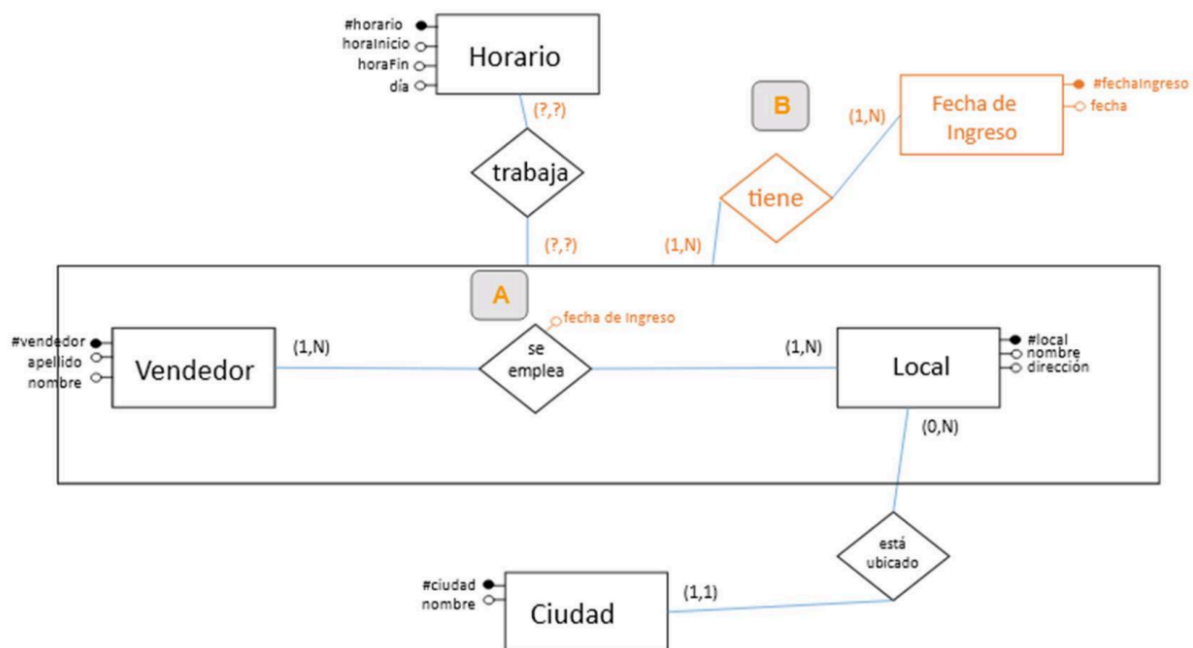 #horario
horaInicio
horaFin
día
Horario
(?,?)
trabaja
(?,?)
B
(1,N)
Fecha de
Ingreso
#fechaIngreso
fecha
tiene
(1,N)
A
fecha de Ingreso
#vendedor
apellido
nombre
Vendedor
(1,N)
se
emplea
(1,N)
Local
#local
nombre
dirección
(0,N)
está
ubicado
#ciudad
nombre
Ciudad
(1,1)